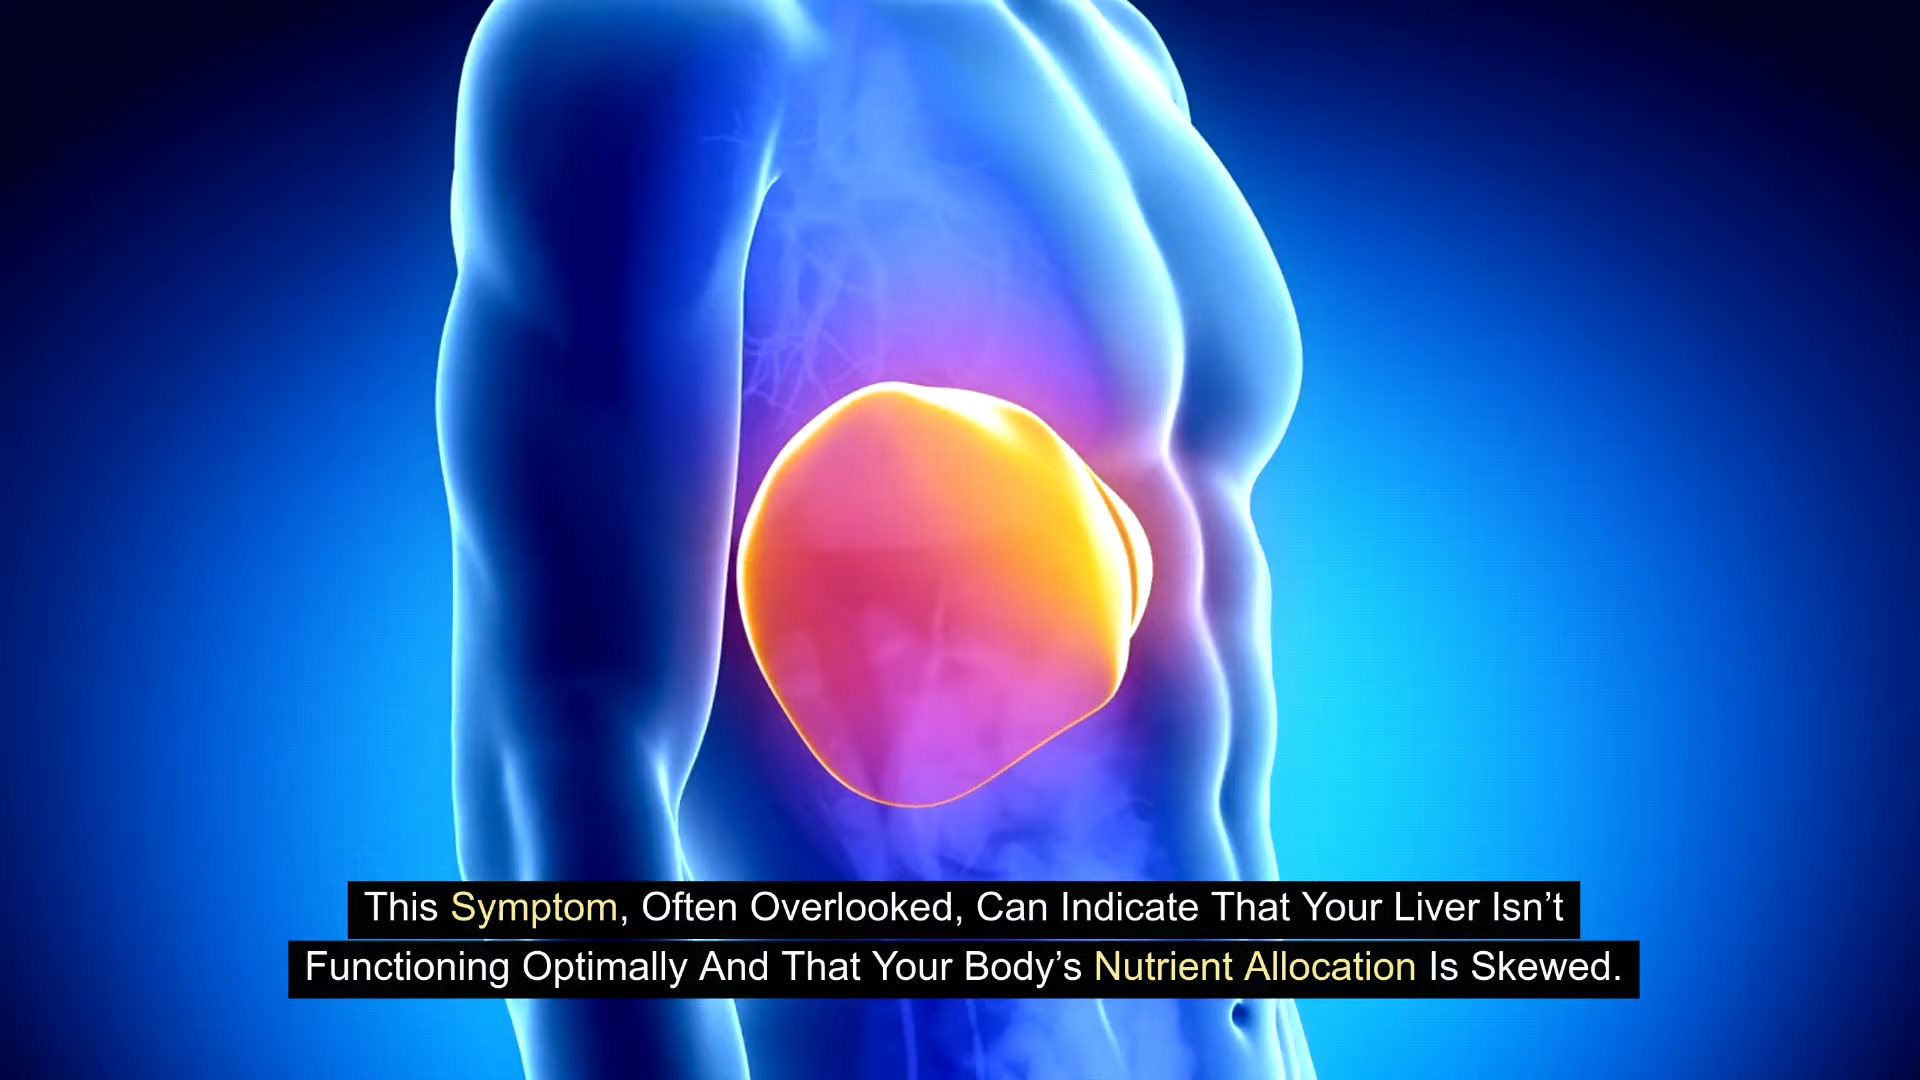 This Symptom, Often Overlooked, Can Indicate That Your Liver Isn’t
Functioning Optimally And That Your Body’s Nutrient Allocation Is Skewed.